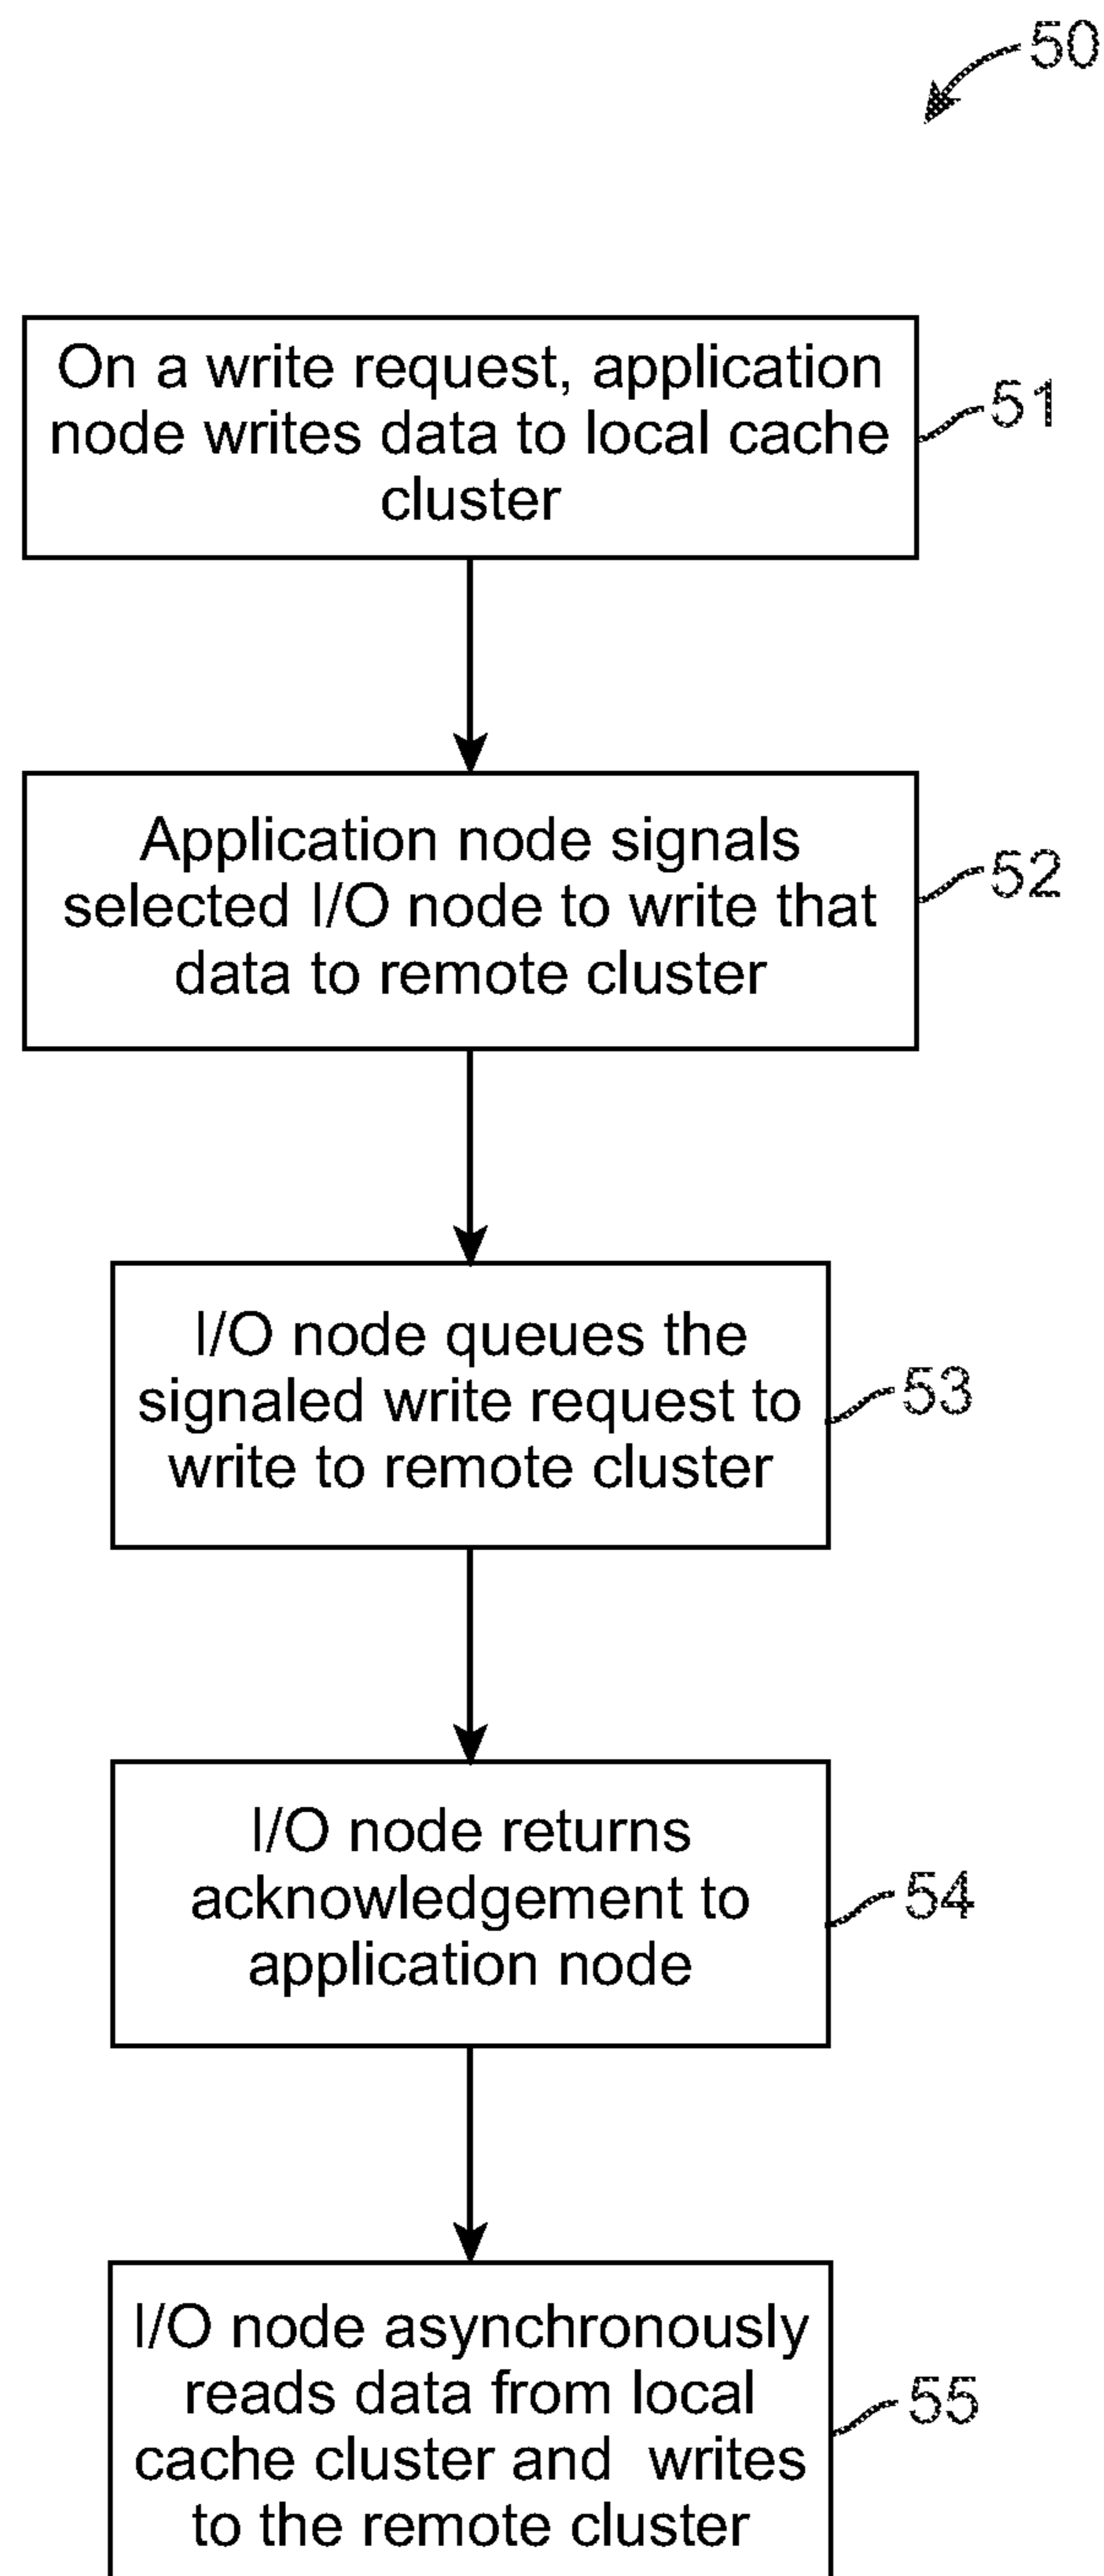 50
On a write request, application
node writes data to local cache
cluster
51
Application node signals
selected I/O node to write that
data to remote cluster
52
I/O node queues the
signaled write request to
write to remote cluster
53
I/O node returns
acknowledgement to
application node
54
I/O node asynchronously
reads data from local
cache cluster and writes
to the remote cluster
55